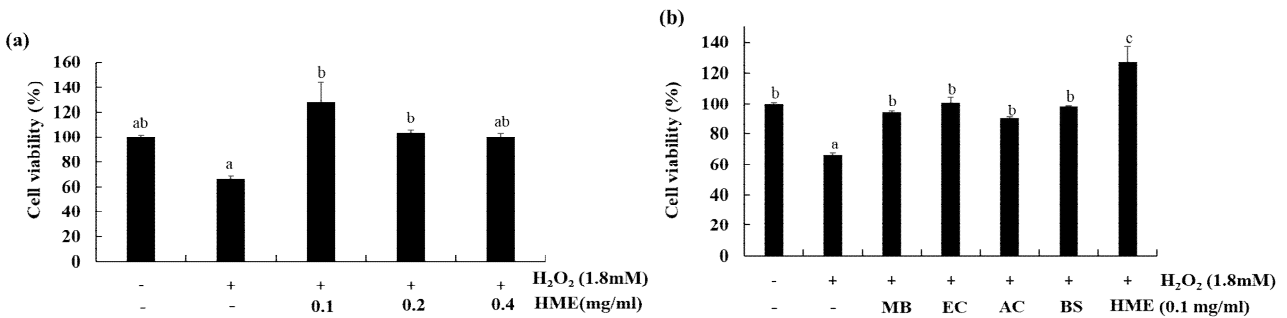 (a)
Cell viability (%)
160
140
120
100
80
60
40
20
0
ab
a
b
b
ab
- + + + + H₂O₂ (1.8mM)
- - 0.1 0.2 0.4 HME(mg/ml)
(b)
Cell viability (%)
140
120
100
80
60
40
20
0
b
a
b
b
b
b
c
- + + + + + + H₂O₂ (1.8mM)
- - MB EC AC BS HME (0.1 mg/ml)